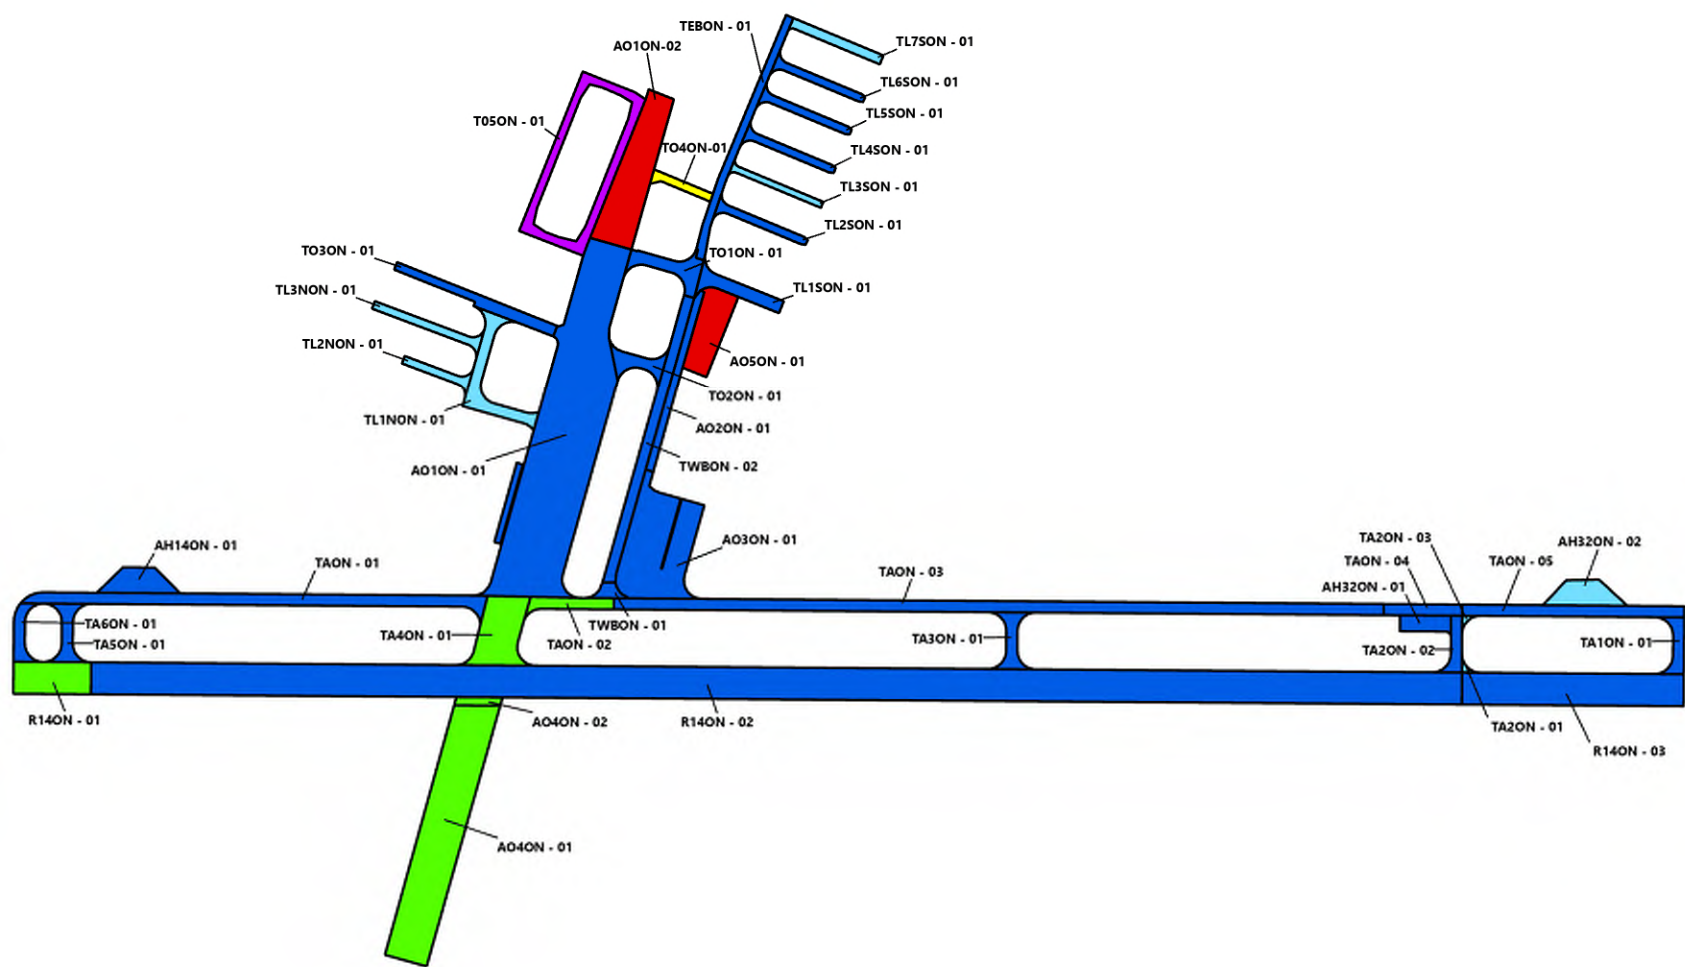 TEBON - 01
TL7SON - 01
AO1ON-02
TL6SON - 01
TL5SON - 01
T05ON - 01
TO4ON-01
TL4SON - 01
TL3SON - 01
TL2SON - 01
TO3ON - 01
TO1ON - 01
TL3NON - 01
TL1SON - 01
TL2NON - 01
AO5ON - 01
TO2ON - 01
TL1NON - 01
AO2ON - 01
AO1ON - 01
TWBON - 02
AH14ON - 01
AO3ON - 01
TA2ON - 03
AH32ON - 02
TAON - 01
TAON - 04
TAON - 05
TAON - 03
AH32ON - 01
TA6ON - 01
TWBON - 01
TA4ON - 01
TA5ON - 01
TAON - 02
TA3ON - 01
TA2ON - 02
TA1ON - 01
R14ON - 01
AO4ON - 02
R14ON - 02
TA2ON - 01
R14ON - 03
AO4ON - 01